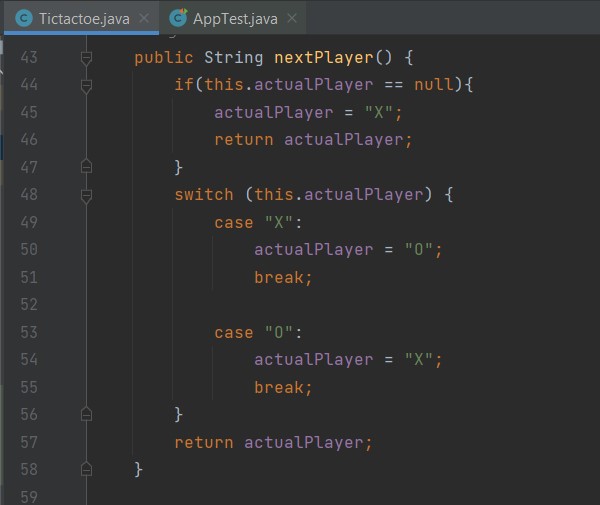 Tictactoe.java AppTest.java
43 public String nextPlayer() {
44 if(this.actualPlayer == null){
45 actualPlayer = "X";
46 return actualPlayer;
47 }
48 switch (this.actualPlayer) {
49 case "X":
50 actualPlayer = "O";
51 break;
52
53 case "O":
54 actualPlayer = "X";
55 break;
56 }
57 return actualPlayer;
58 }
59